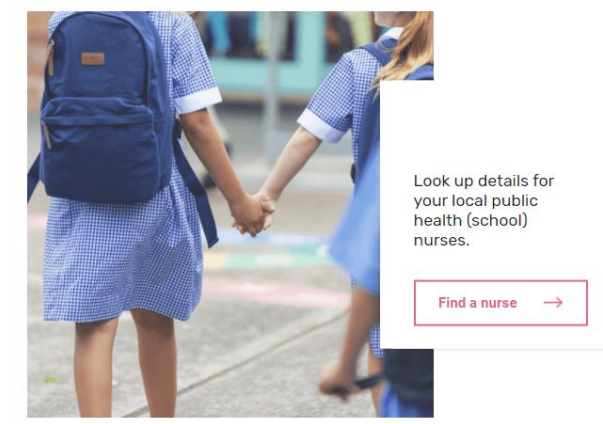 Look up details for
your local public
health (school)
nurses.
Find a nurse →